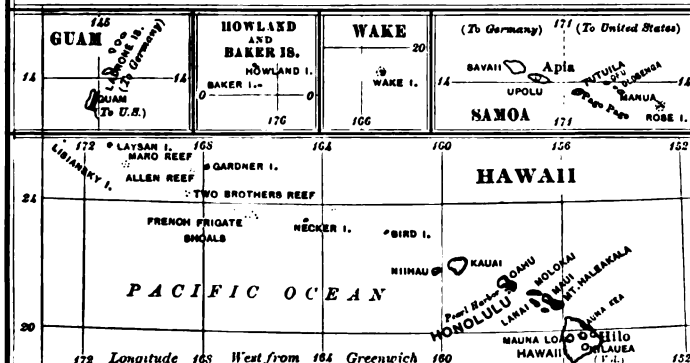 145
GUAM
LADRONE IS.
(To Germany)
14
14
GUAM
(To U.S.)
HOWLAND
AND
BAKER IS.
HOWLAND I.
BAKER I.
0
0
176
WAKE
20
WAKE I.
166
(To Germany)
171
(To United States)
SAVAII
Apia
14
14
UPOLU
TUTUILA
OFU
OLOSENGA
MANUA
Pago Pago
ROSE I.
SAMOA
171
172
LAYSAN I.
168
164
160
156
152
LISIANSKY I.
MARO REEF
GARDNER I.
ALLEN REEF
HAWAII
24
TWO BROTHERS REEF
24
FRENCH FRIGATE
SHOALS
NECKER I.
BIRD I.
NIIHAU
KAUAI
OAHU
MOLOKAI
MAUI
MT. HALEAKALA
Pearl Harbor
HONOLULU
LANAI
PACIFIC OCEAN
MAUNA KEA
20
20
MAUNA LOA
Hilo
HAWAII
172
Longitude
168
West from
164
Greenwich
160
152